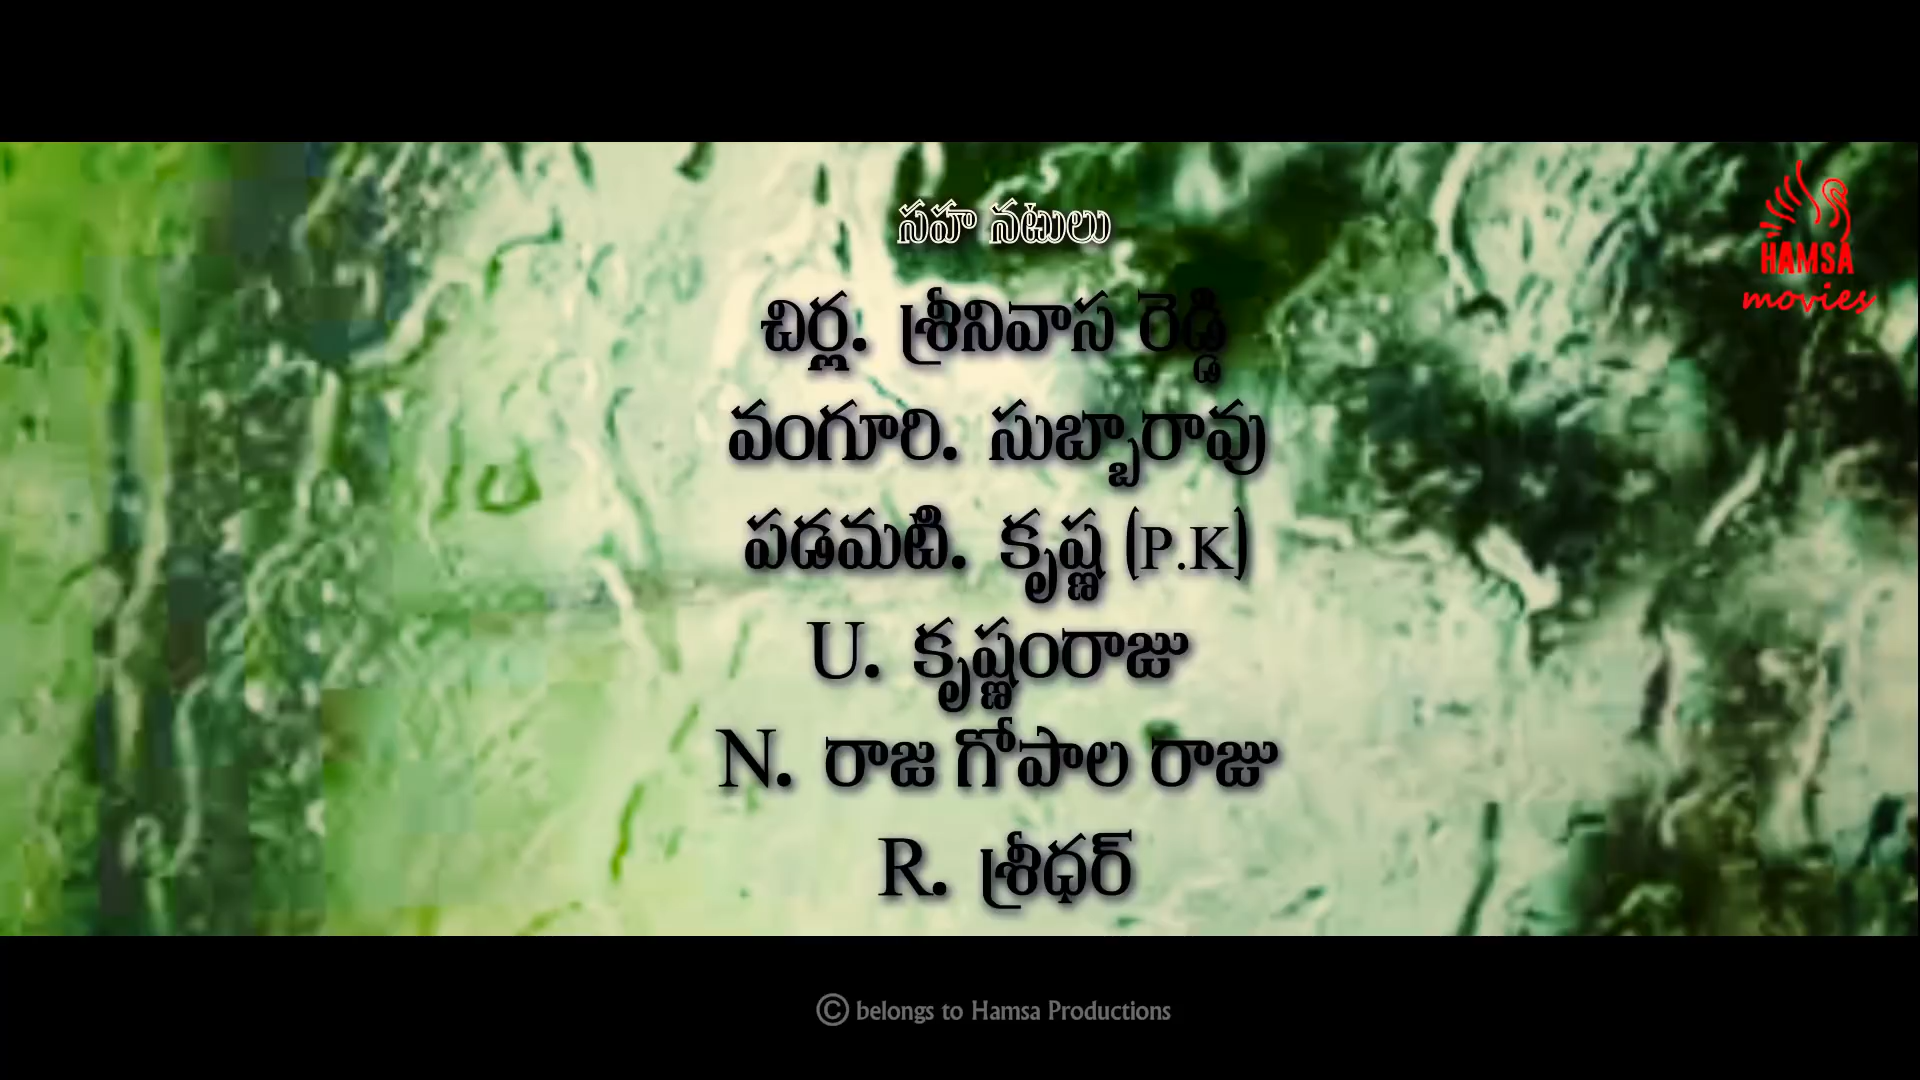 సహ నటులు
HAMSA
movies
చిర్ల. శ్రీనివాస రెడ్డి
వంగూరి. సుబ్బారావు
పడమటి. కృష్ణ (P.K)
U. కృష్ణంరాజు
N. రాజ గోపాల రాజు
R. శ్రీధర్
© belongs to Hamsa Productions